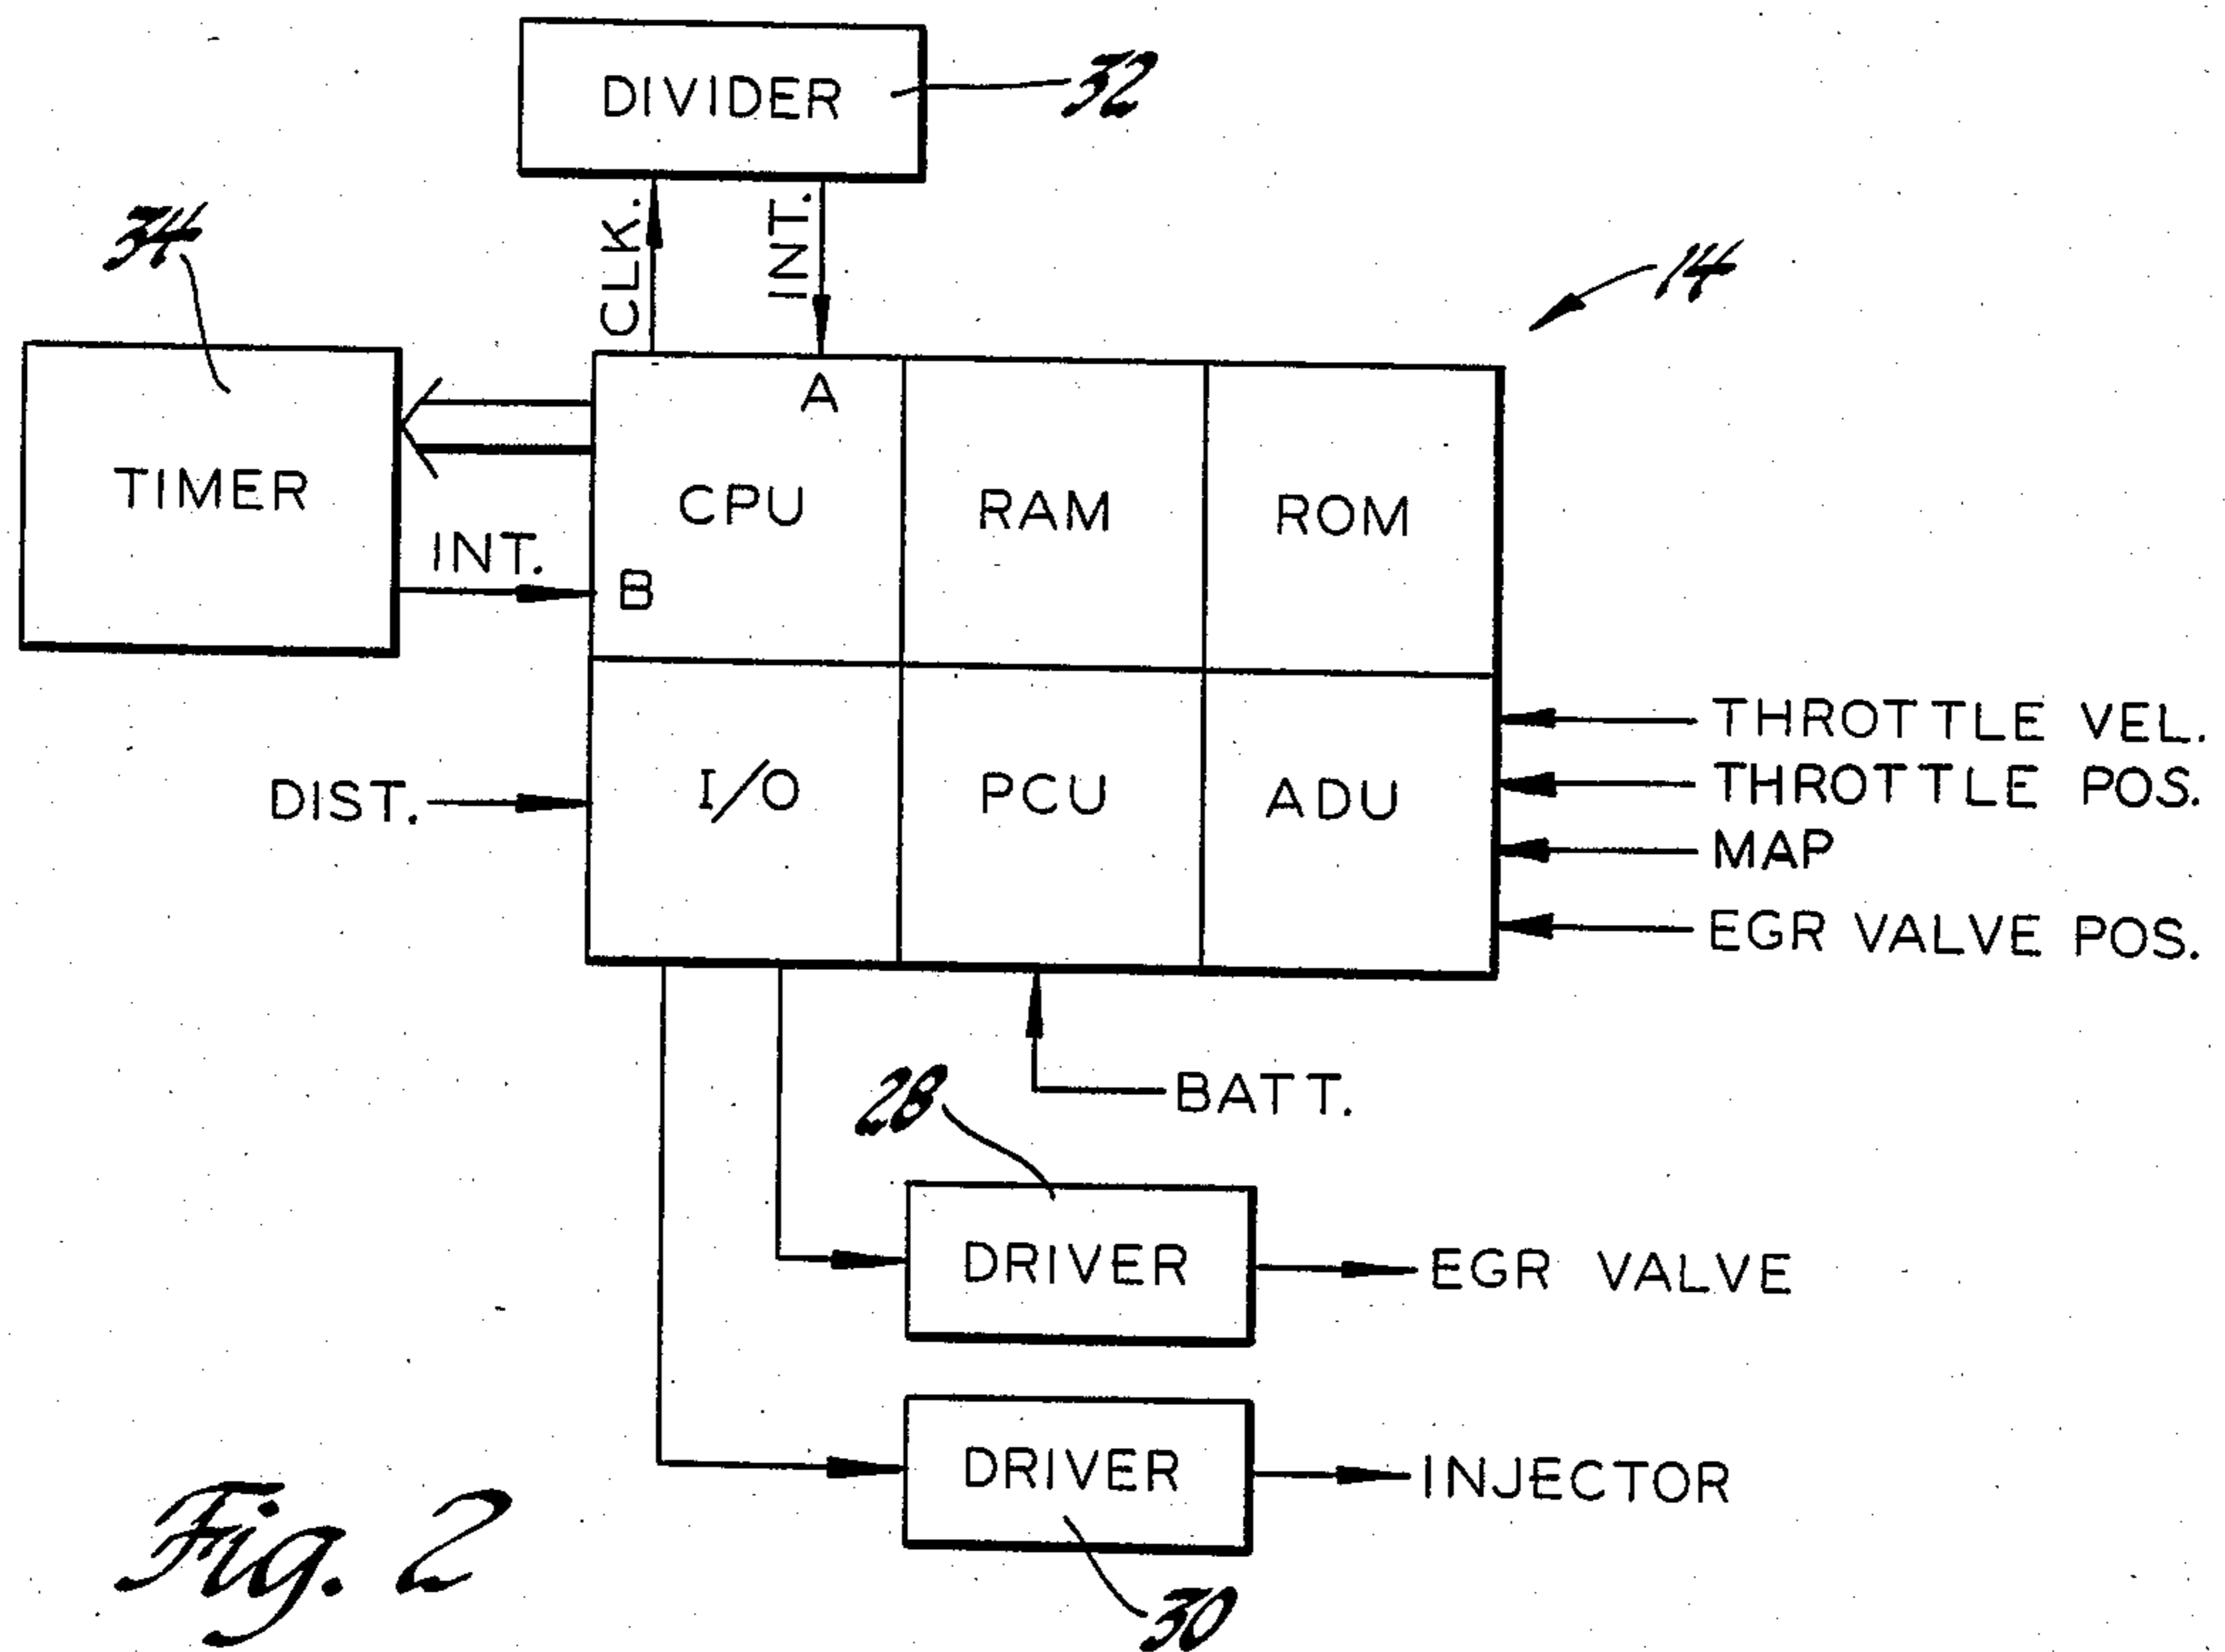 DIVIDER
32
34
CLK.
INT.
14
A
TIMER
CPU
RAM
ROM
INT.
B
THROTTLE VEL.
DIST.
I/O
PCU
ADU
THROTTLE POS.
MAP
EGR VALVE POS.
28
BATT.
DRIVER
EGR VALVE
DRIVER
INJECTOR
Fig. 2
30